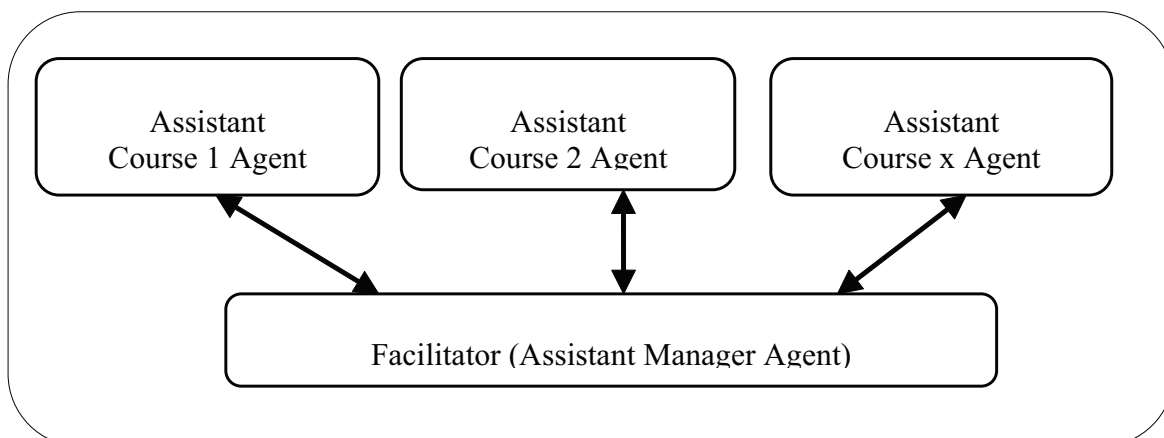 Assistant
Course 1 Agent
Assistant
Course 2 Agent
Assistant
Course x Agent
Facilitator (Assistant Manager Agent)